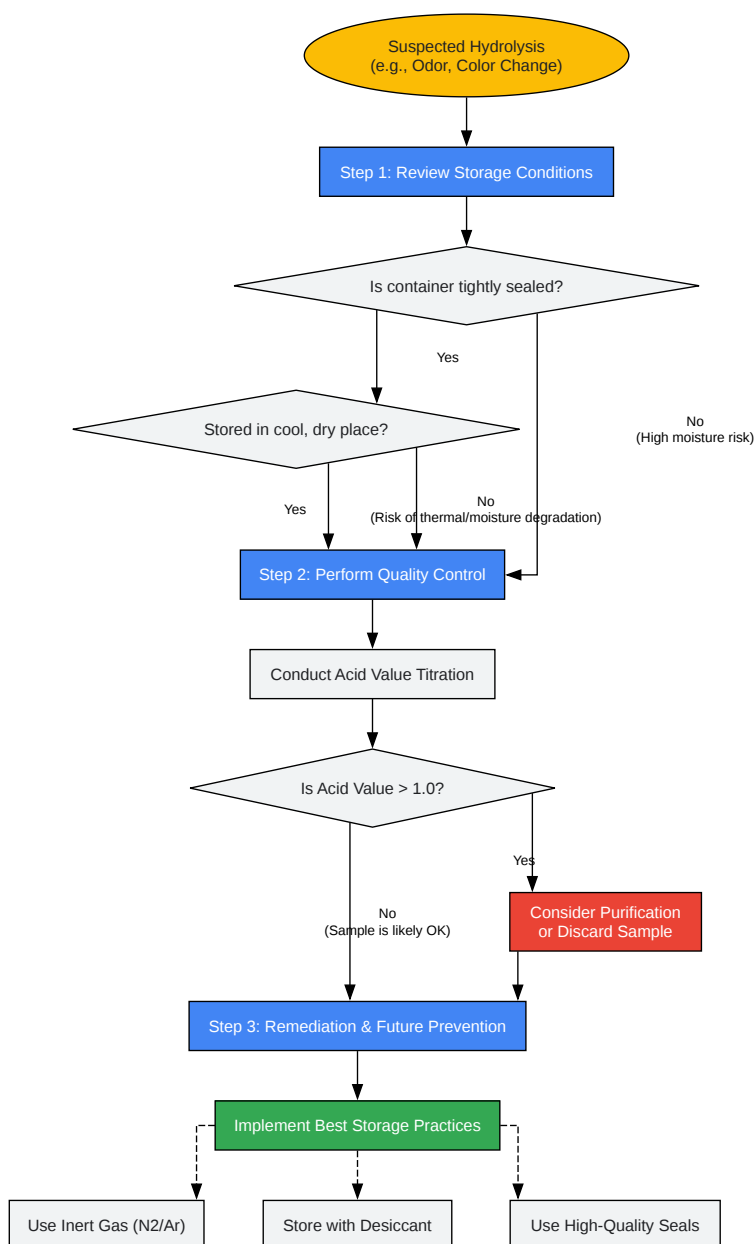 Suspected Hydrolysis
(e.g., Odor, Color Change)
Step 1: Review Storage Conditions
Is container tightly sealed?
Yes
No
(High moisture risk)
Stored in cool, dry place?
Yes
No
(Risk of thermal/moisture degradation)
Step 2: Perform Quality Control
Conduct Acid Value Titration
Is Acid Value > 1.0?
Yes
No
(Sample is likely OK)
Consider Purification
or Discard Sample
Step 3: Remediation & Future Prevention
Implement Best Storage Practices
Use Inert Gas (N2/Ar)
Store with Desiccant
Use High-Quality Seals